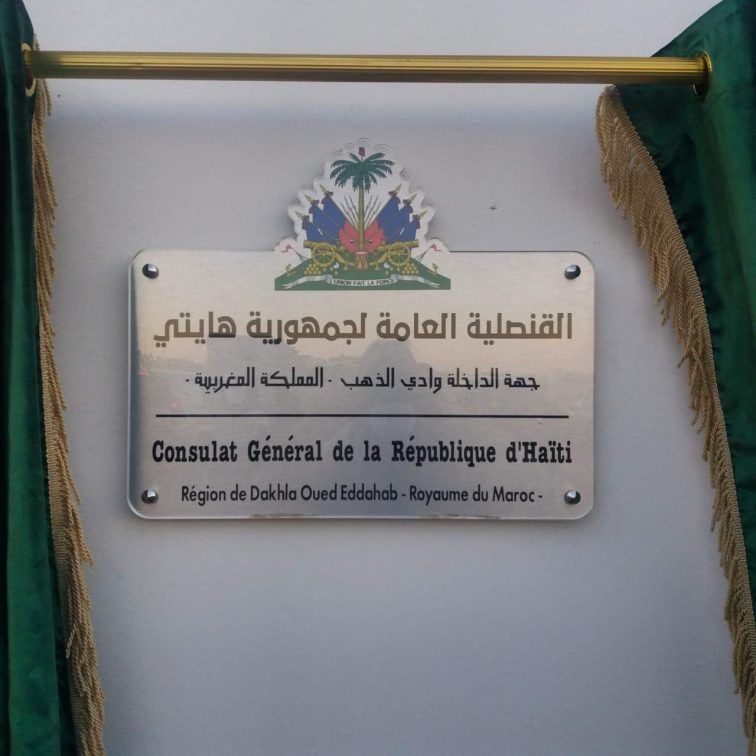 L'UNION FAIT LA FORCE
القنصلية العامة لجمهورية هايتي
جهة الداخلة وادي الذهب - المملكة المغربية -
Consulat Général de la République d'Haïti
Région de Dakhla Oued Eddahab - Royaume du Maroc -